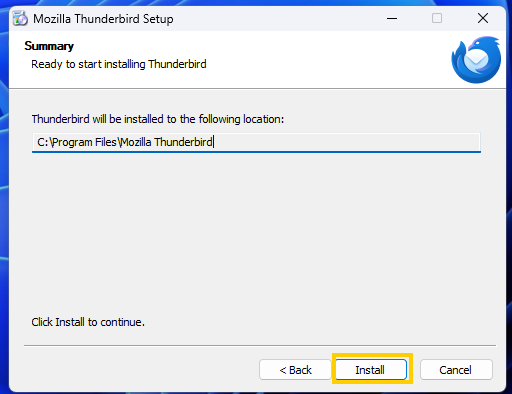 Mozilla Thunderbird Setup
Summary
Ready to start installing Thunderbird
Thunderbird will be installed to the following location:
C:\Program Files\Mozilla Thunderbird
Click Install to continue.
< Back Install Cancel